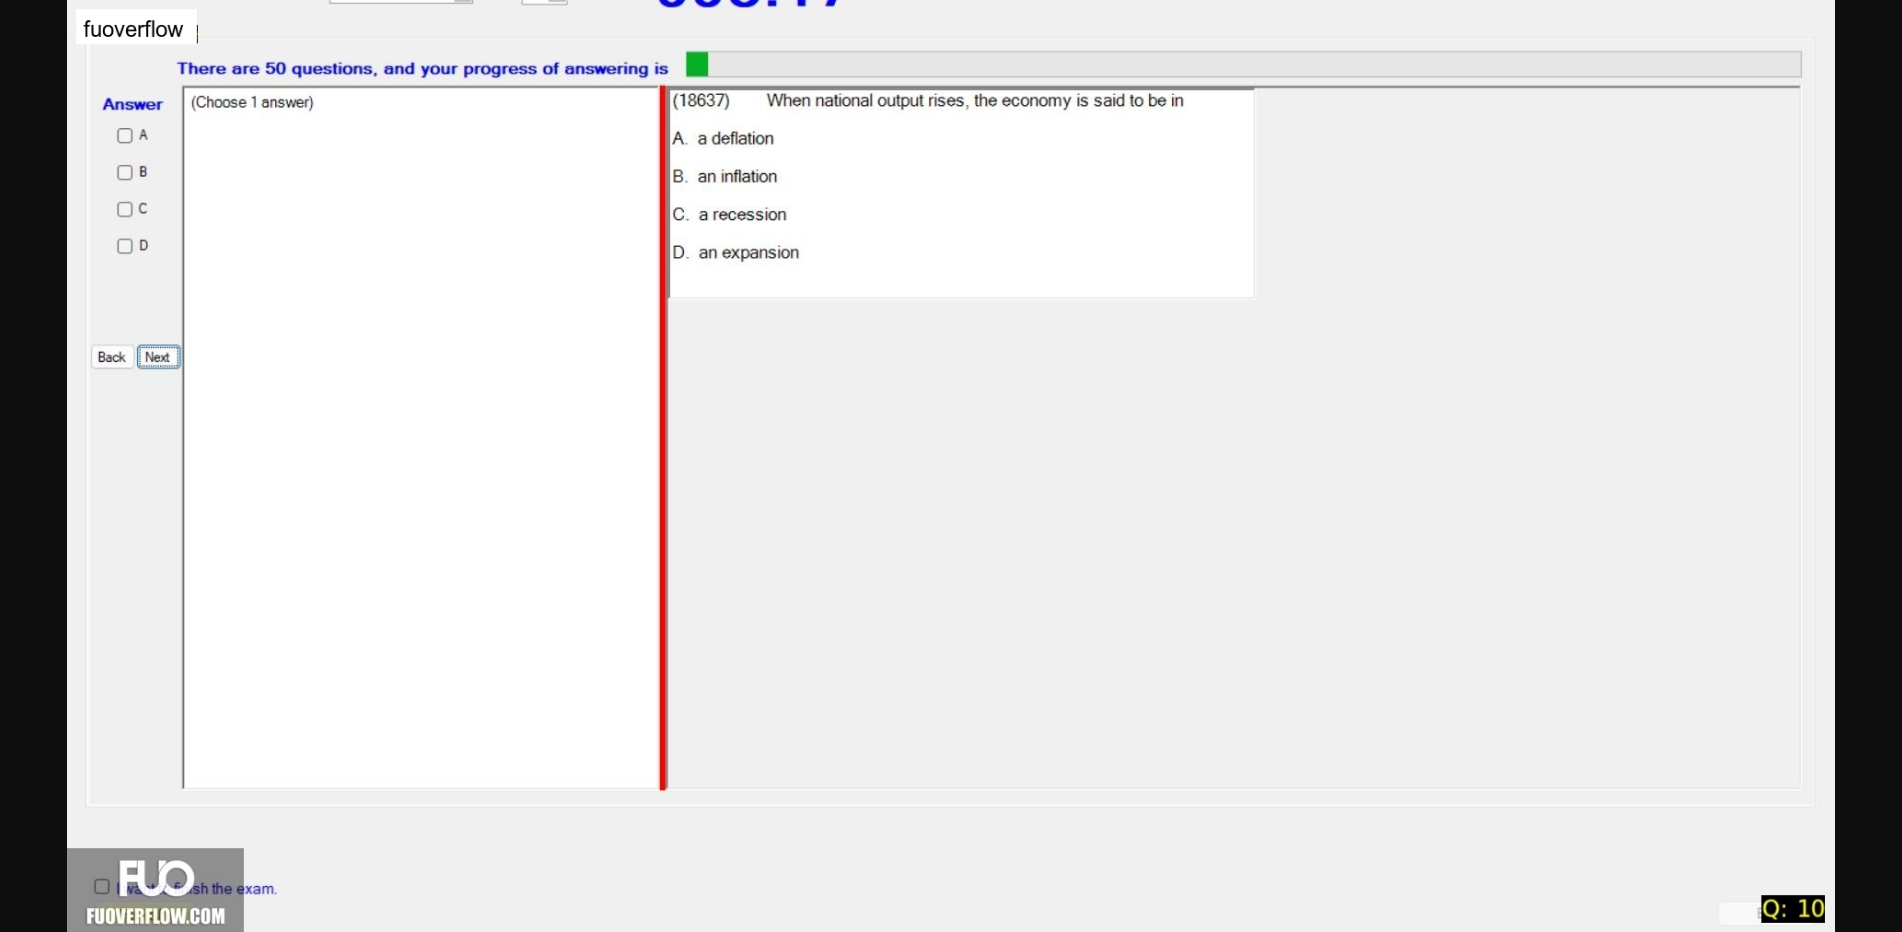 fuoverflow
There are 50 questions, and your progress of answering is
Answer
(Choose 1 answer)
A
B
C
D
Back Next
(18637) When national output rises, the economy is said to be in
A. a deflation
B. an inflation
C. a recession
D. an expansion
FUO
finish the exam.
FUOVERFLOW.COM
Q: 10